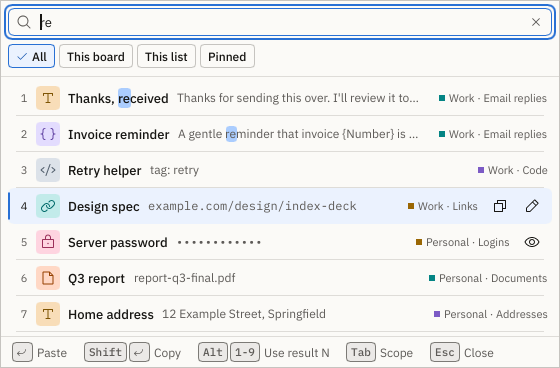 re
All This board This list Pinned
1 T Thanks, received Thanks for sending this over. I'll review it to... Work · Email replies
2 { } Invoice reminder A gentle reminder that invoice {Number} is ... Work · Email replies
3 </> Retry helper tag: retry Work · Code
4 Design spec example.com/design/index-deck Work · Links
5 Server password •••••••••••• Personal · Logins
6 Q3 report report-q3-final.pdf Personal · Documents
7 T Home address 12 Example Street, Springfield Personal · Addresses
Paste Shift Copy Alt 1-9 Use result N Tab Scope Esc Close